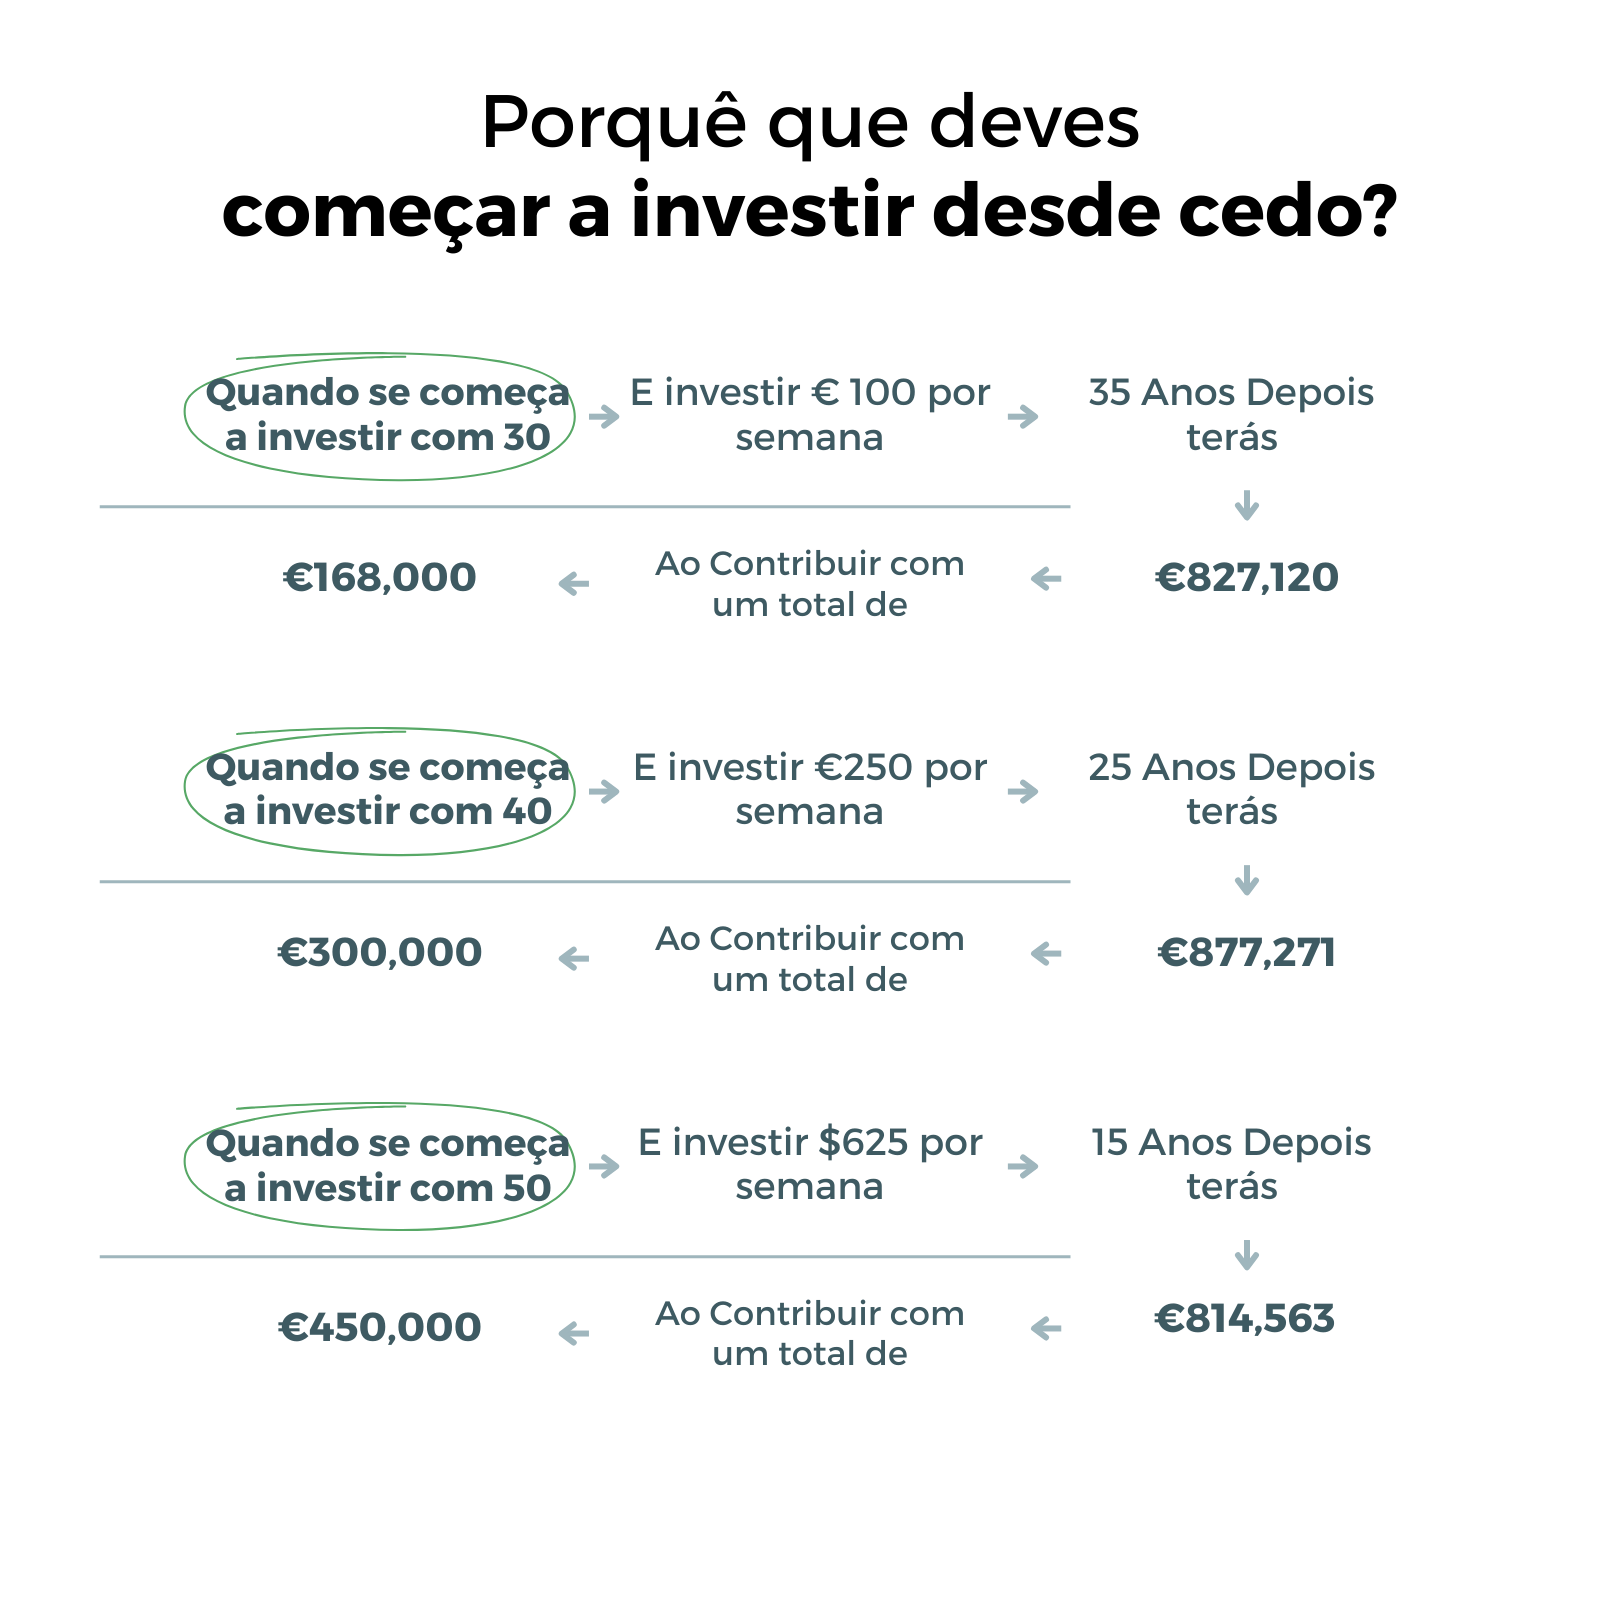 Porquê que deves
começar a investir desde cedo?
Quando se começa
a investir com 30
E investir € 100 por
semana
35 Anos Depois
terás
€827,120
Ao Contribuir com
um total de
€168,000
Quando se começa
a investir com 40
E investir €250 por
semana
25 Anos Depois
terás
€877,271
Ao Contribuir com
um total de
€300,000
Quando se começa
a investir com 50
E investir $625 por
semana
15 Anos Depois
terás
€814,563
Ao Contribuir com
um total de
€450,000